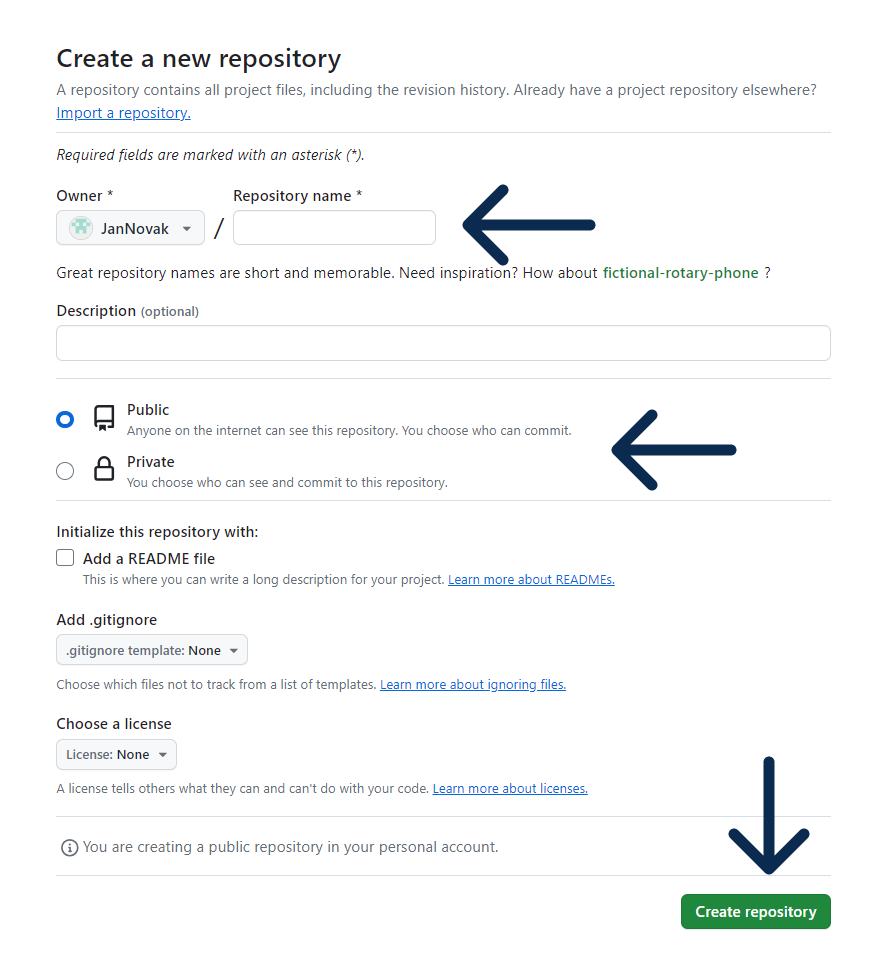 Create a new repository
A repository contains all project files, including the revision history. Already have a project repository elsewhere?
Import a repository.
Required fields are marked with an asterisk (*).
Owner * Repository name *
JanNovak /
Great repository names are short and memorable. Need inspiration? How about fictional-rotary-phone ?
Description (optional)
Public
Anyone on the internet can see this repository. You choose who can commit.
Private
You choose who can see and commit to this repository.
Initialize this repository with:
Add a README file
This is where you can write a long description for your project. Learn more about READMEs.
Add .gitignore
.gitignore template: None
Choose which files not to track from a list of templates. Learn more about ignoring files.
Choose a license
License: None
A license tells others what they can and can't do with your code. Learn more about licenses.
You are creating a public repository in your personal account.
Create repository